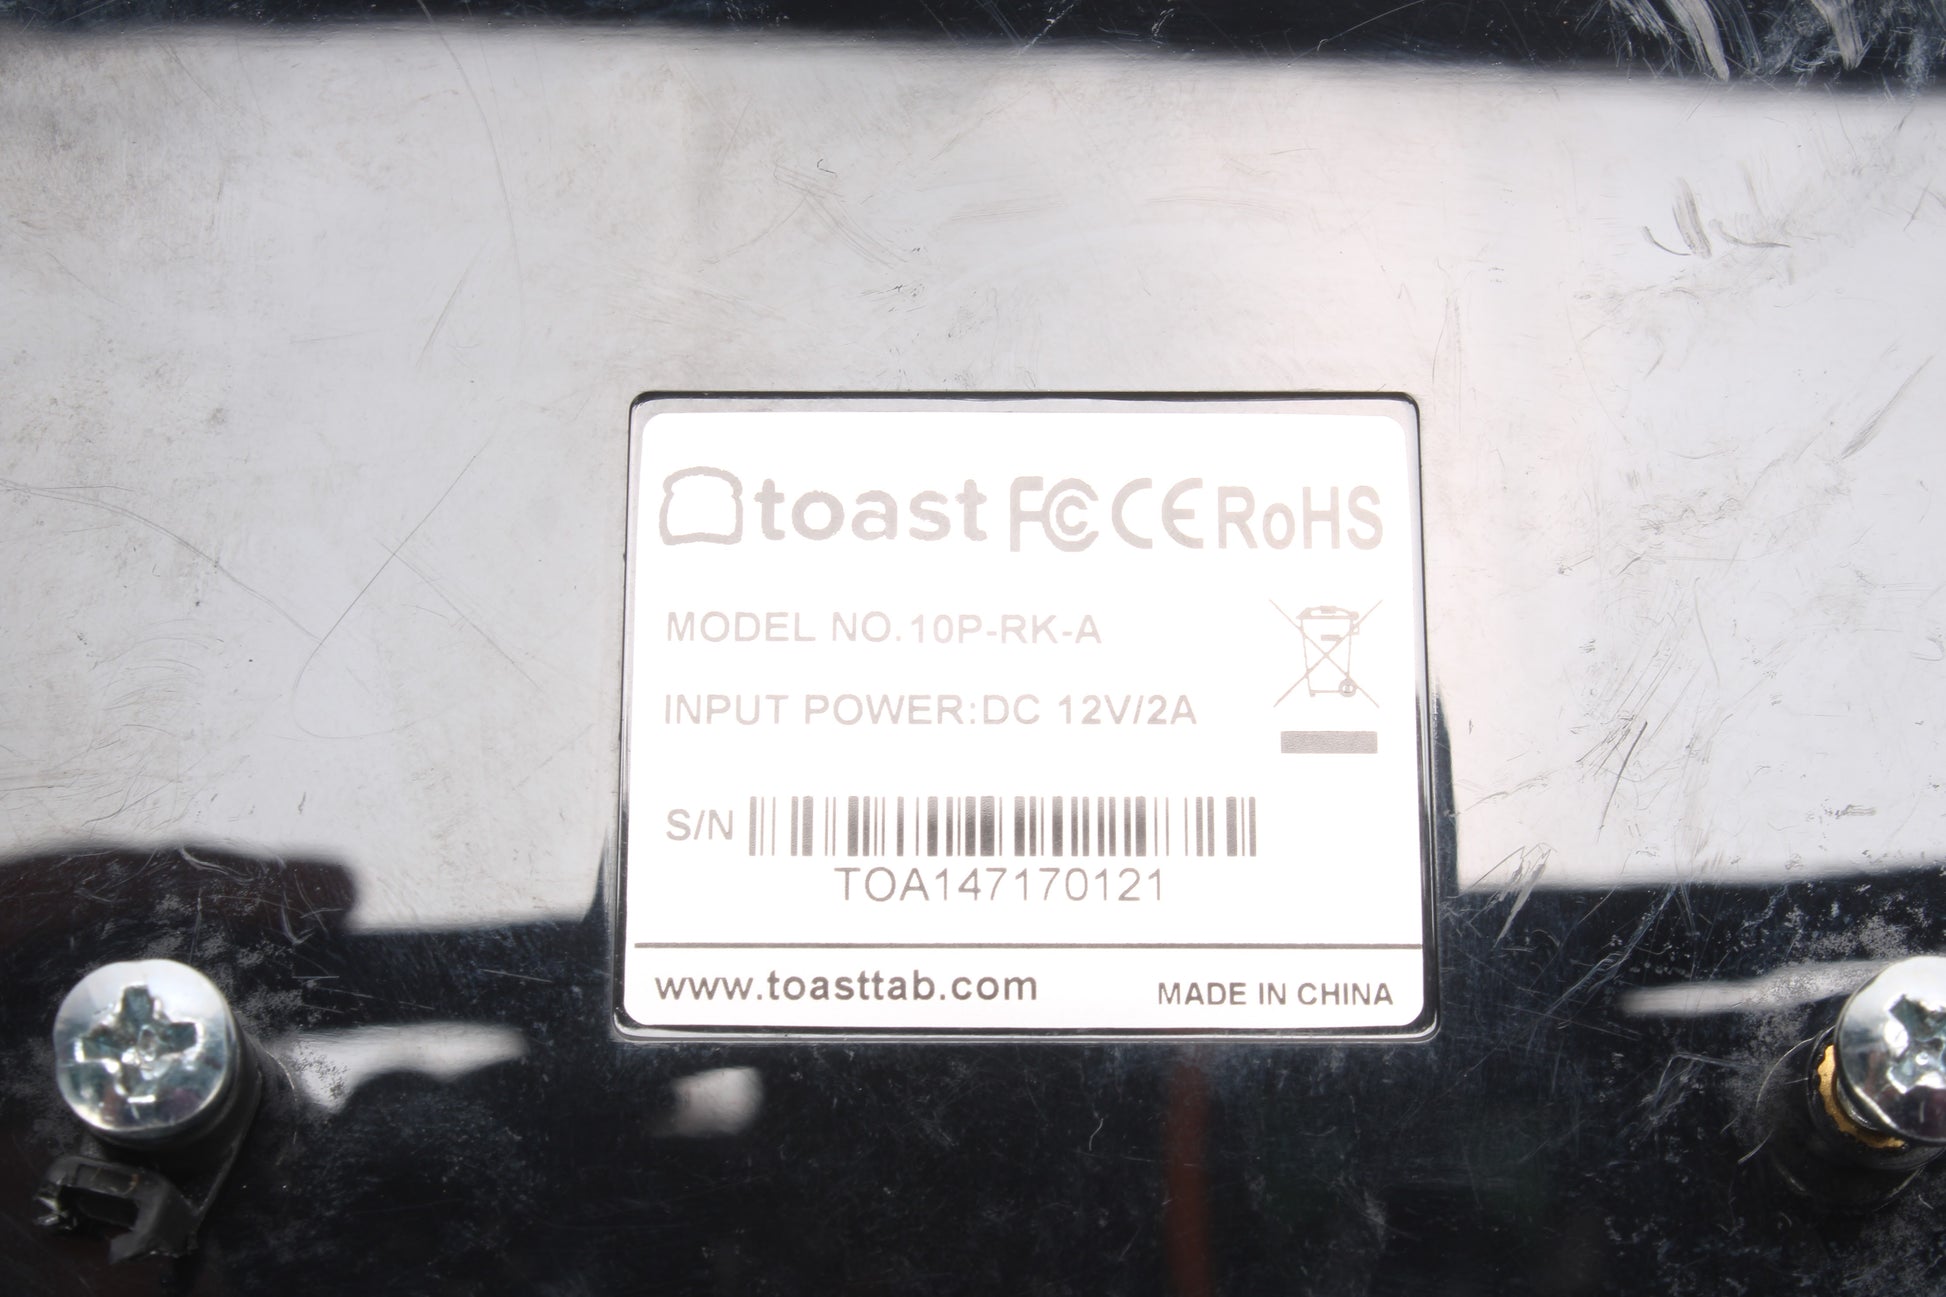 toast FC CE RoHS
MODEL NO.10P-RK-A
INPUT POWER:DC 12V/2A
S/N
TOA147170121
www.toasttab.com
MADE IN CHINA